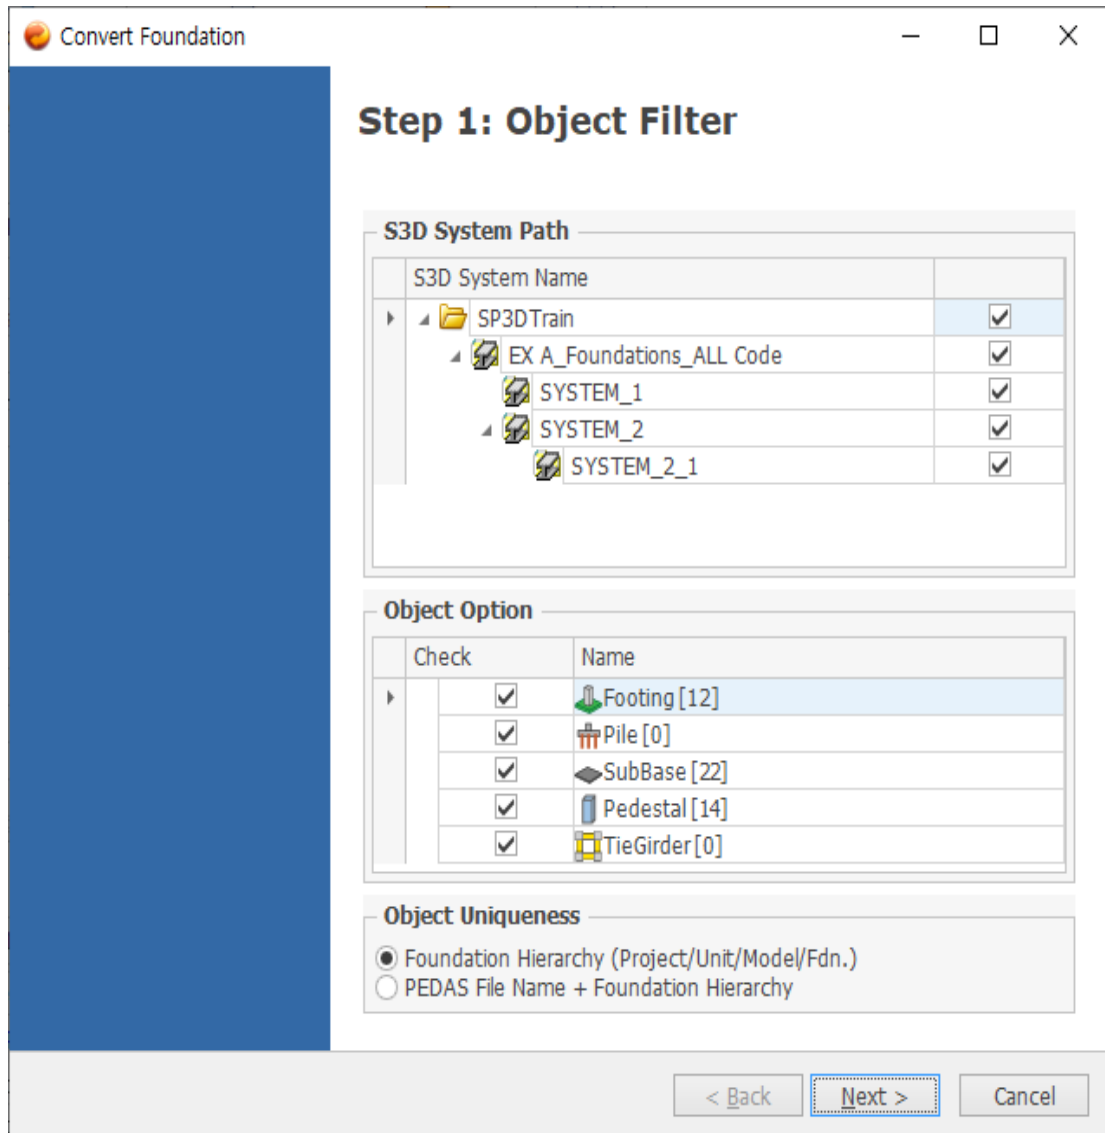 Convert Foundation
Step 1: Object Filter
S3D System Path
S3D System Name
SP3DTrain
EX A_Foundations_ALL Code
SYSTEM_1
SYSTEM_2
SYSTEM_2_1
Object Option
Check Name
Footing [12]
Pile [0]
SubBase [22]
Pedestal [14]
TieGirder [0]
Object Uniqueness
Foundation Hierarchy (Project/Unit/Model/Fdn.)
PEDAS File Name + Foundation Hierarchy
< Back Next > Cancel